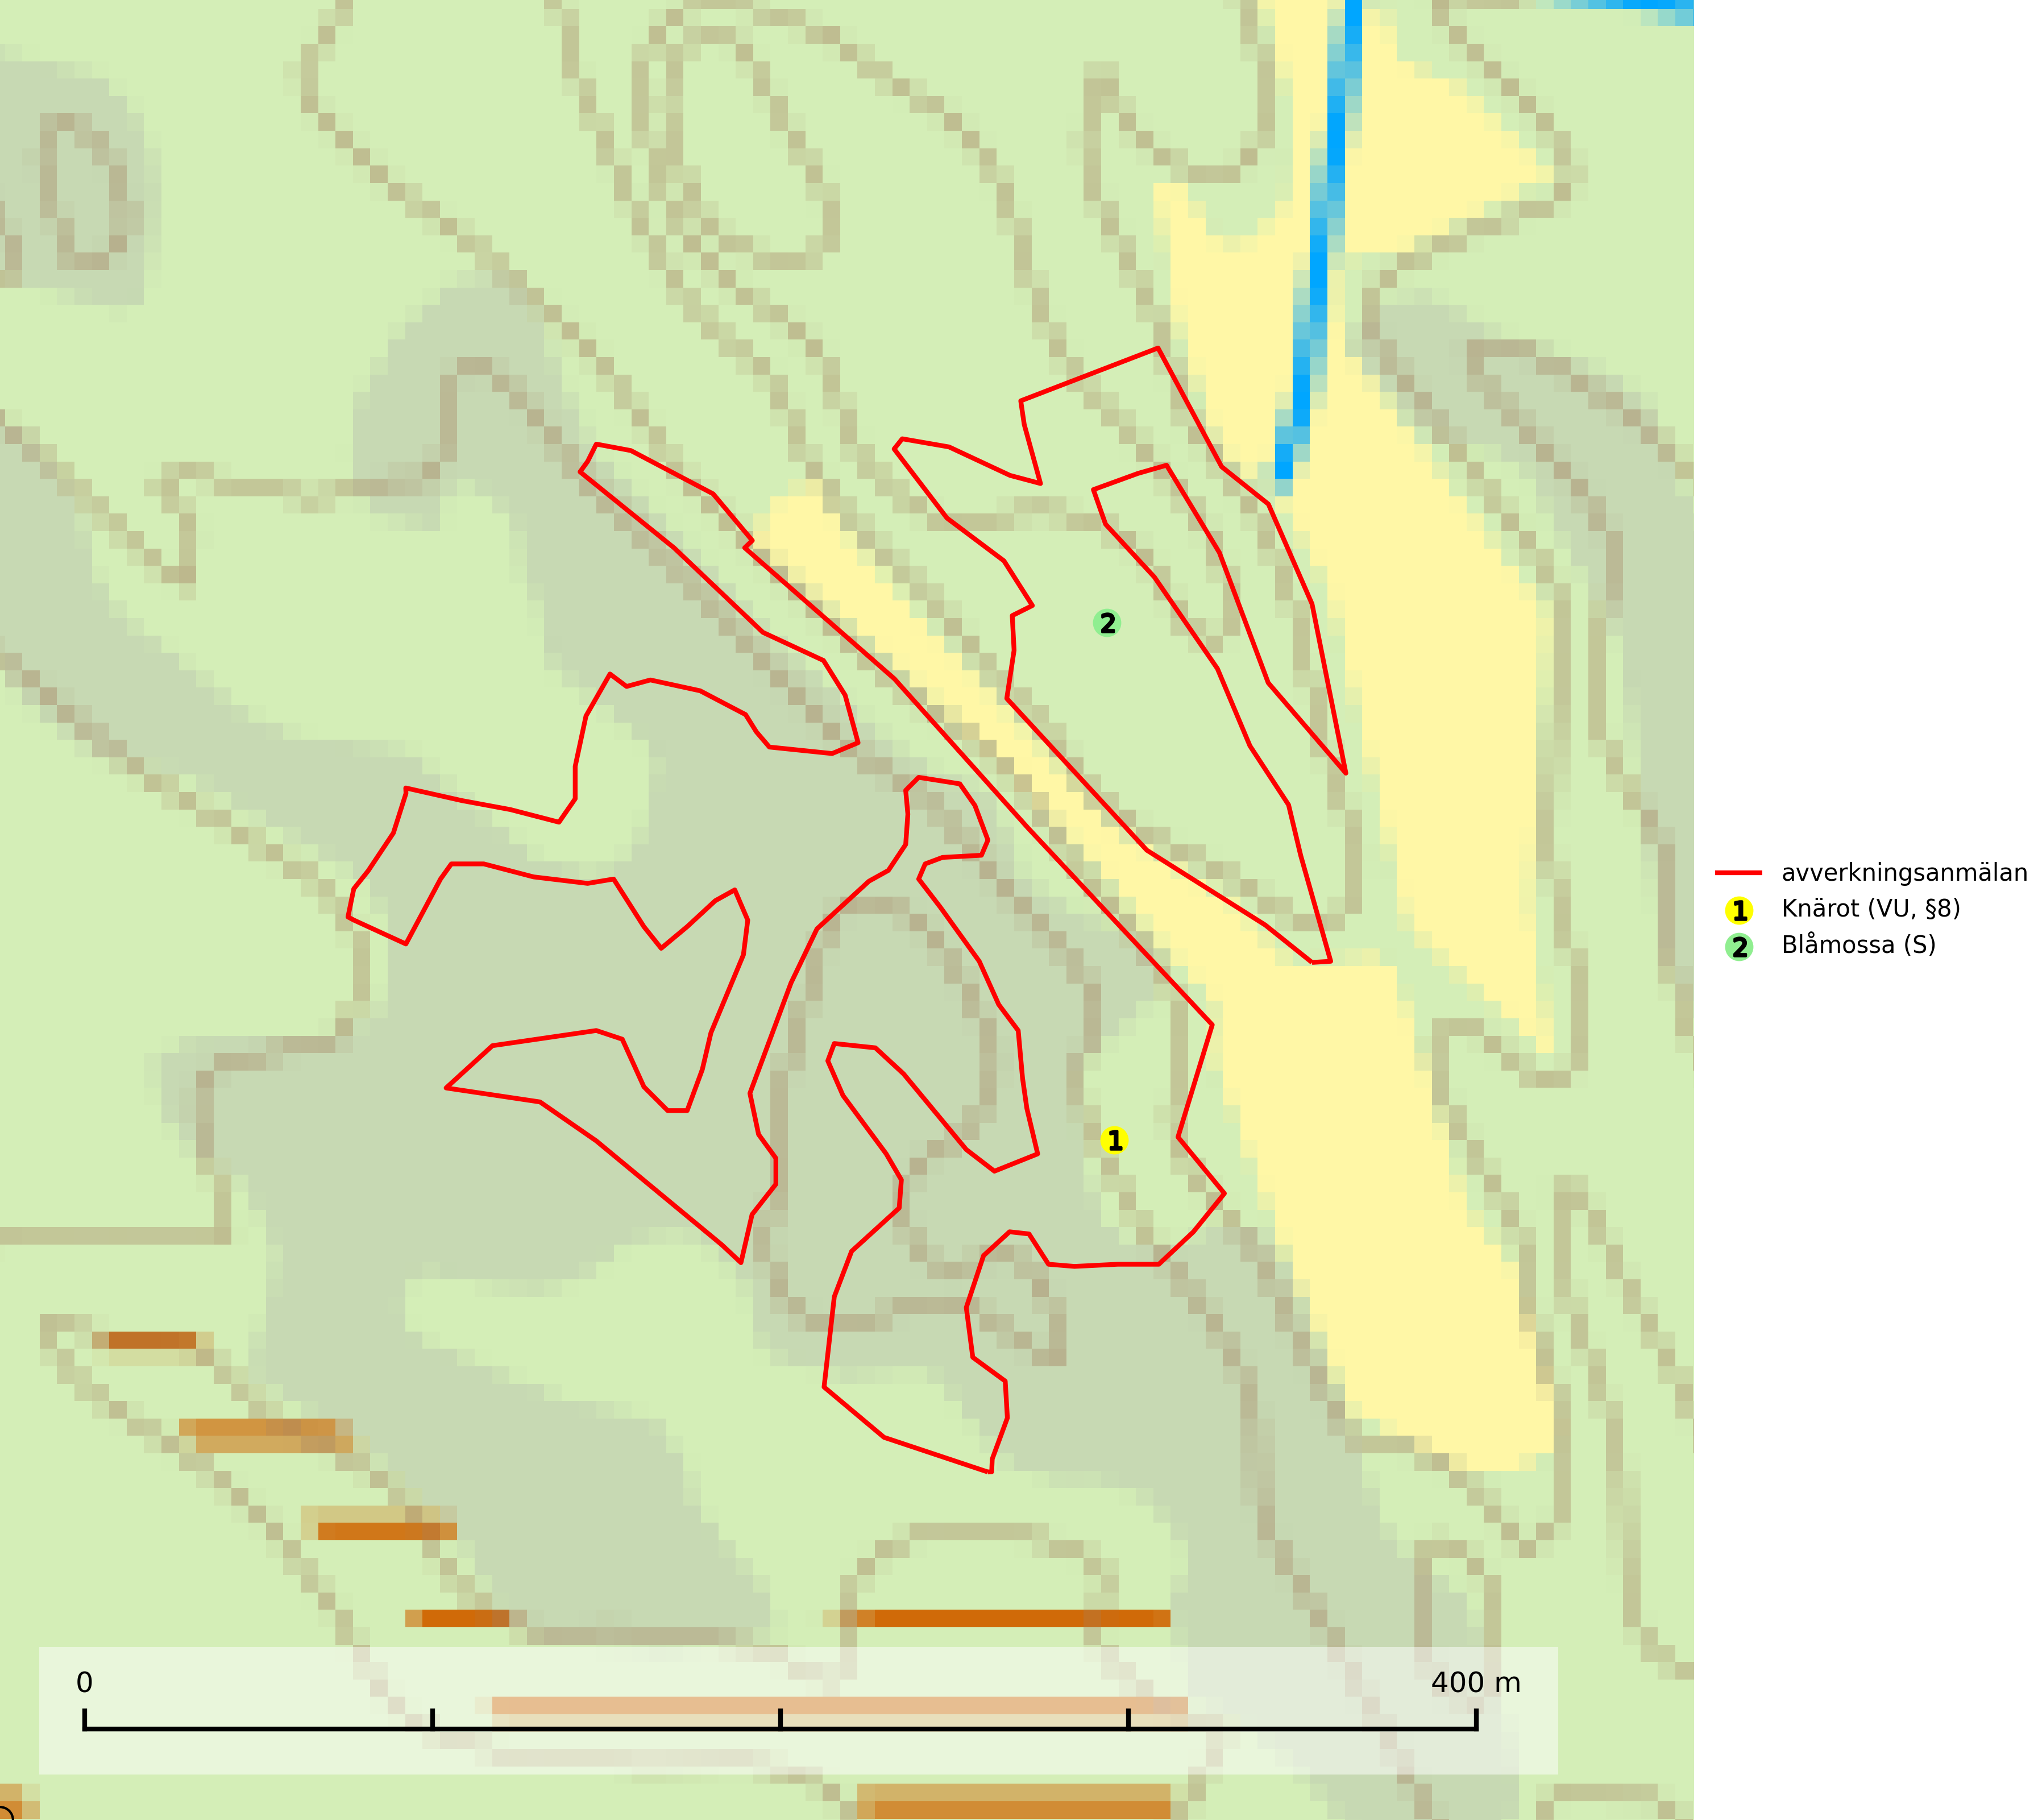 2
1
avverkningsanmälan
1 Knärot (VU, §8)
2 Blåmossa (S)
0 400 m